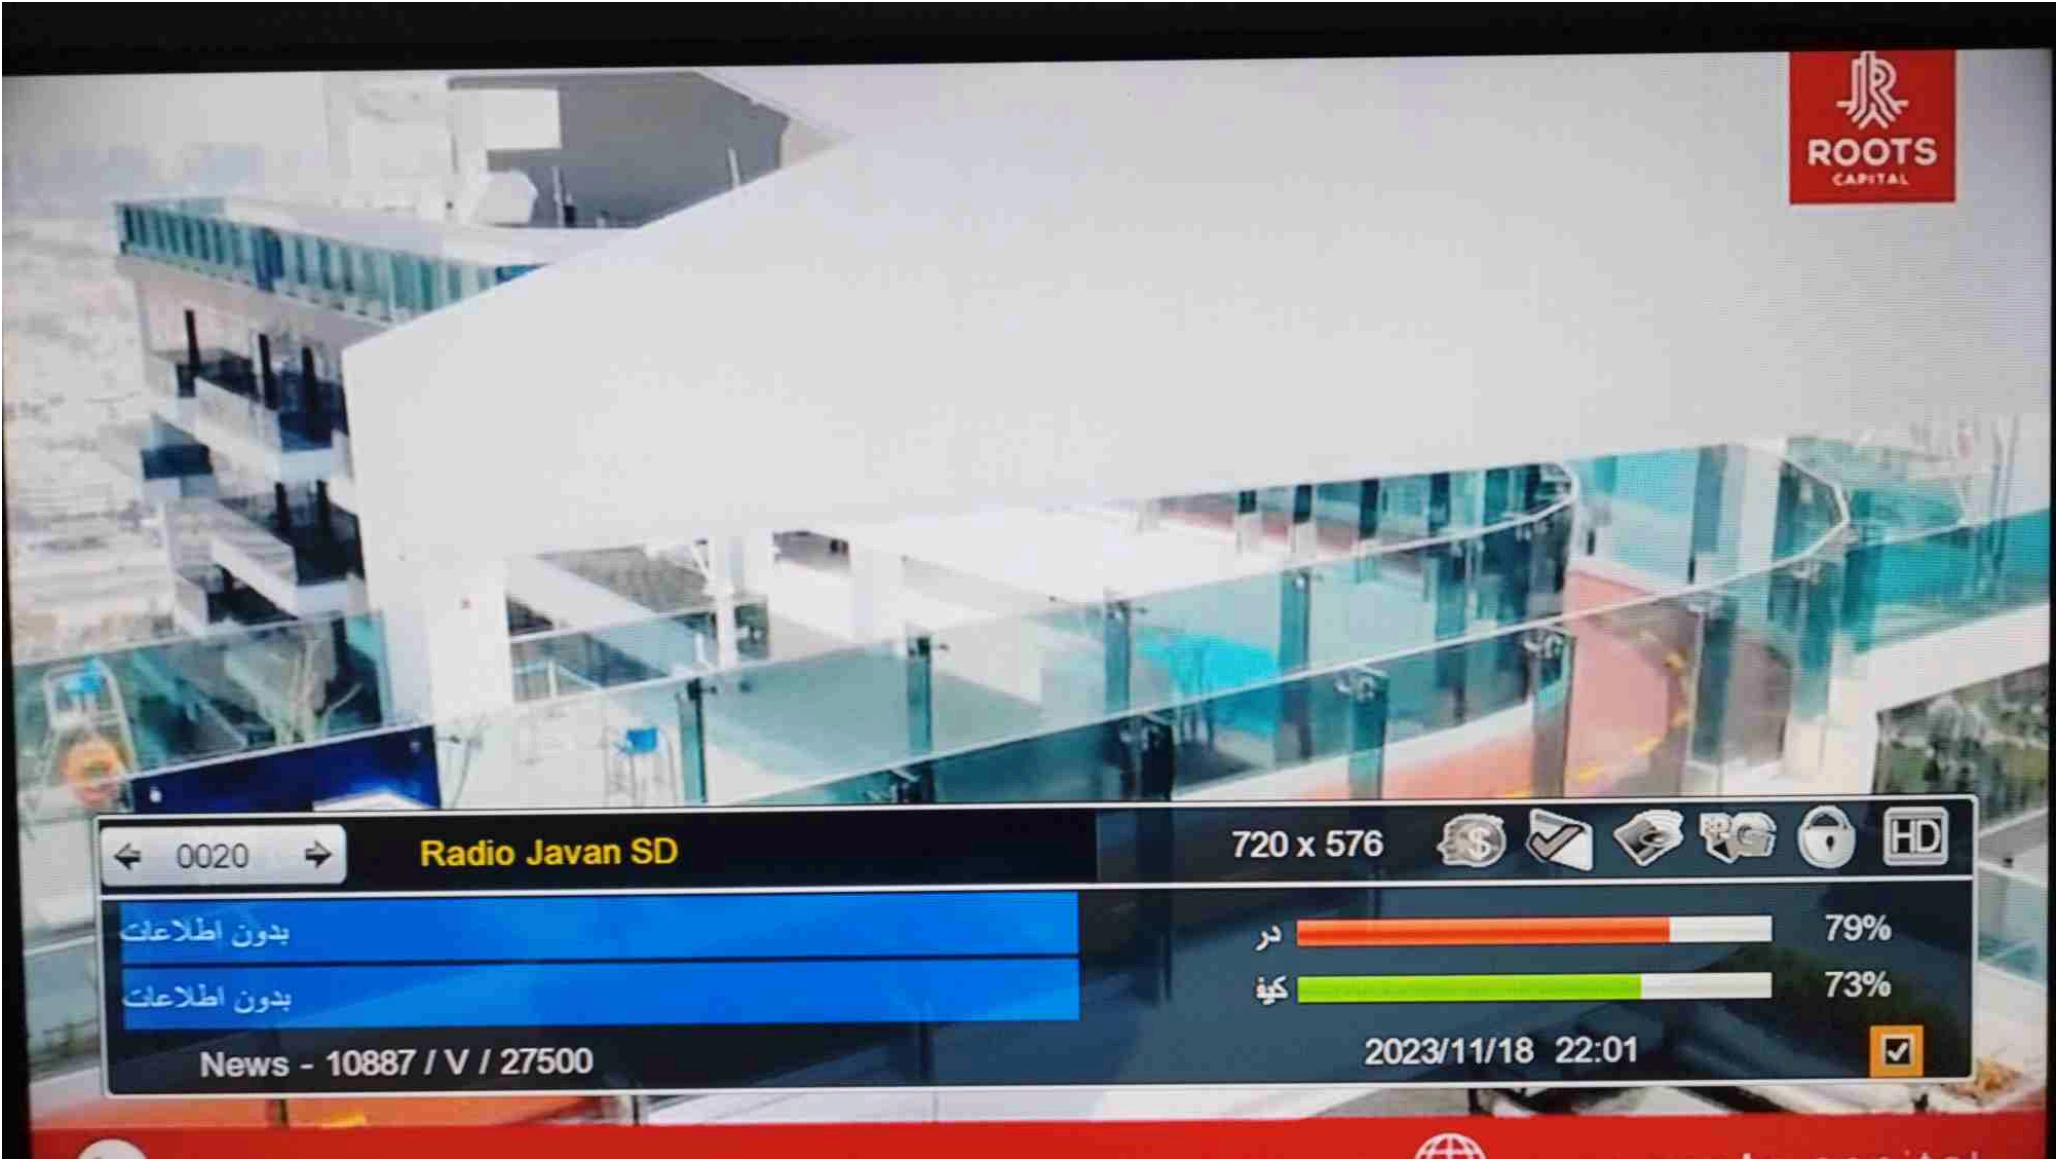 ROOTS
CAPITAL
0020
Radio Javan SD
720 x 576
HD
بدون اطلاعات
در
79%
بدون اطلاعات
کیف
73%
News - 10887 / V / 27500
2023/11/18 22:01